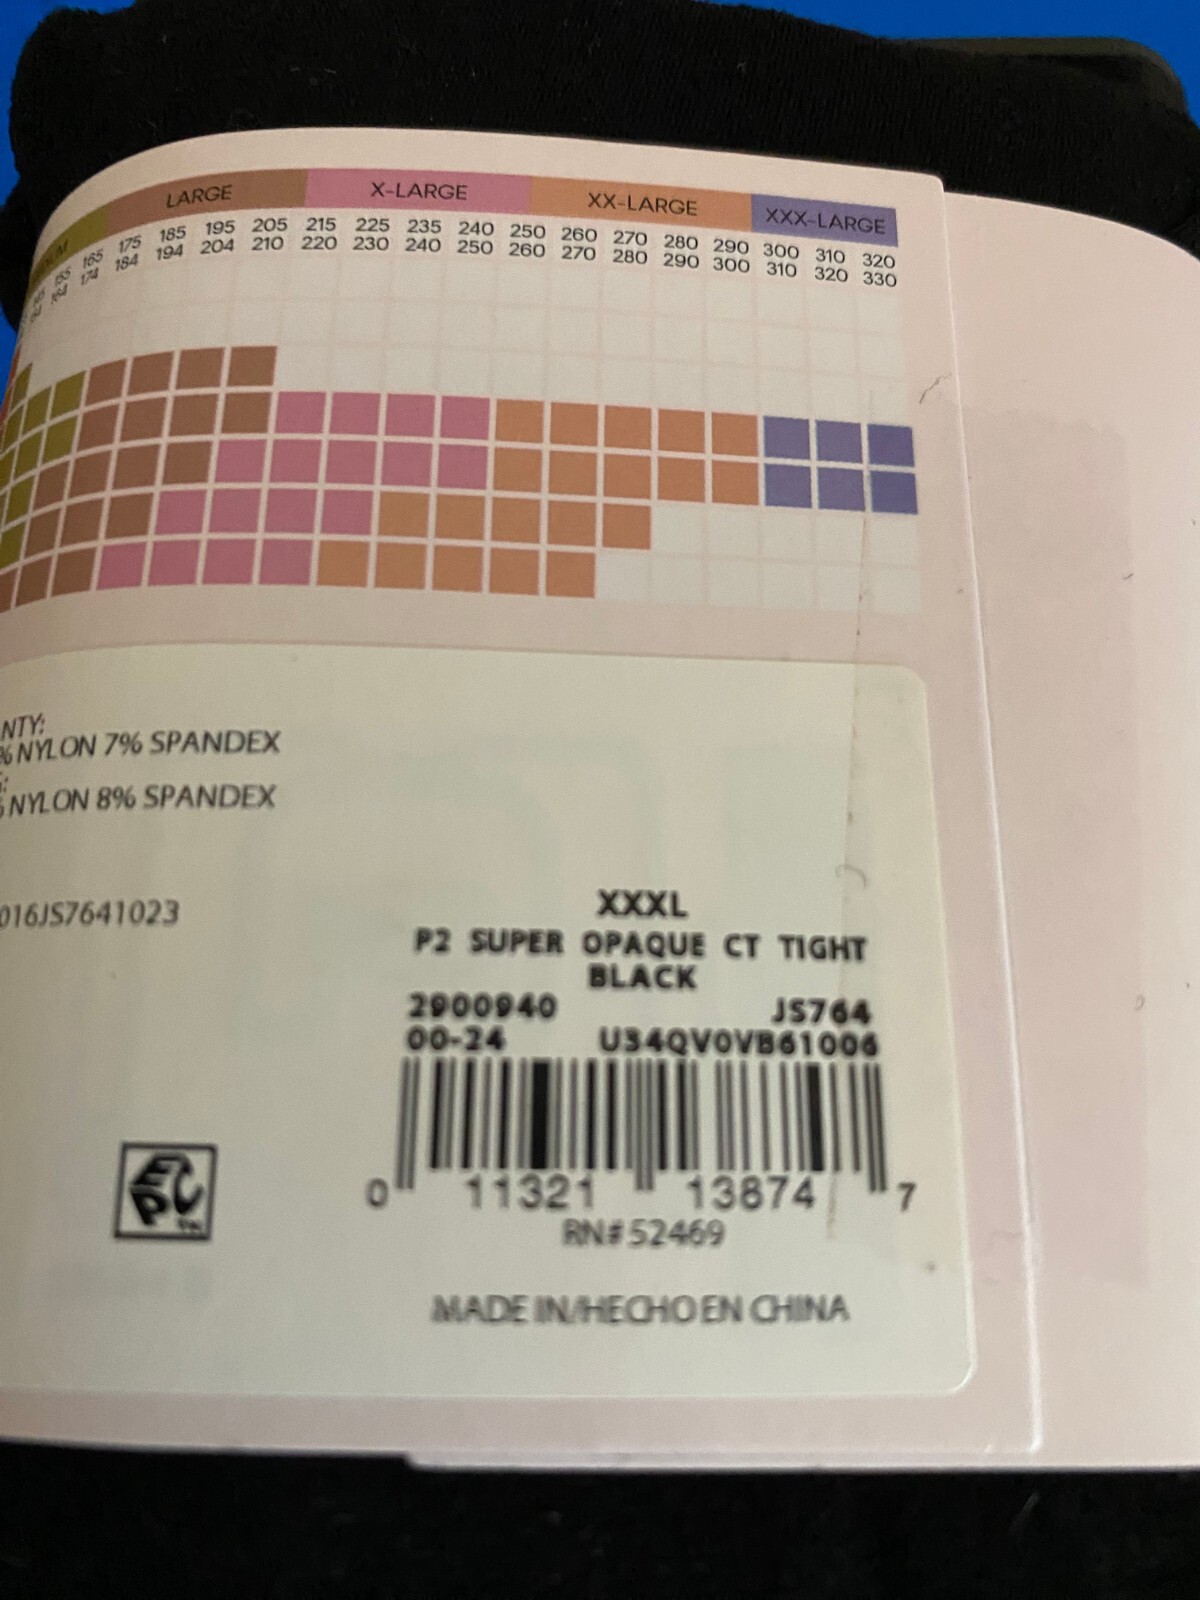 LARGE X-LARGE XX-LARGE XXX-LARGE
165 175 185 195 205 215 225 235 240 250 260 270 280 290 300 310 320
174 184 194 204 210 220 230 240 250 260 270 280 290 300 310 320 330
NTY:
% NYLON 7% SPANDEX
NYLON 8% SPANDEX
016JS7641023
XXXL
P2 SUPER OPAQUE CT TIGHT
BLACK
2900940 JS764
00-24 U34QV0VB61006
0 11321 13874 7
RN# 52469
EPC
MADE IN/HECHO EN CHINA